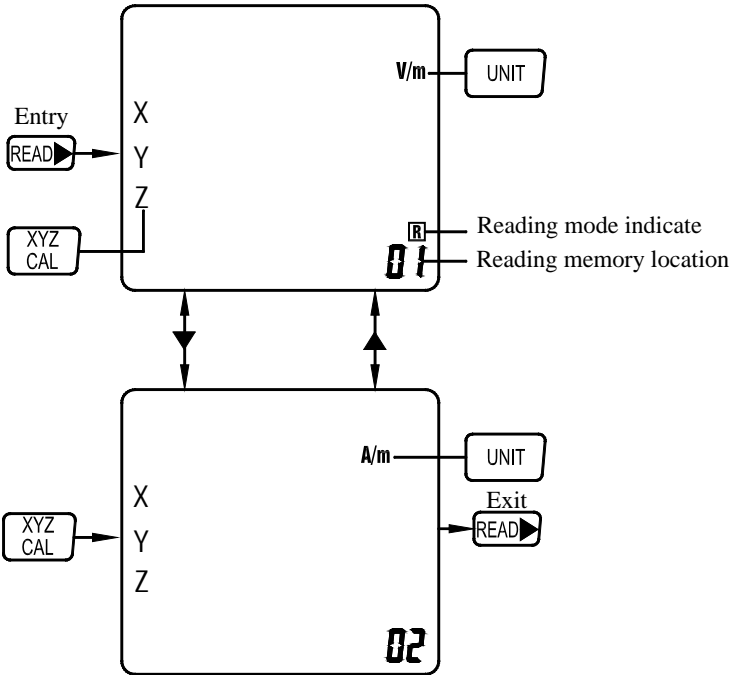 V/m
UNIT
Entry
READ
X
Y
Z
XYZ
CAL
R
Reading mode indicate
01
Reading memory location
A/m
UNIT
X
Y
Z
XYZ
CAL
Exit
READ
02